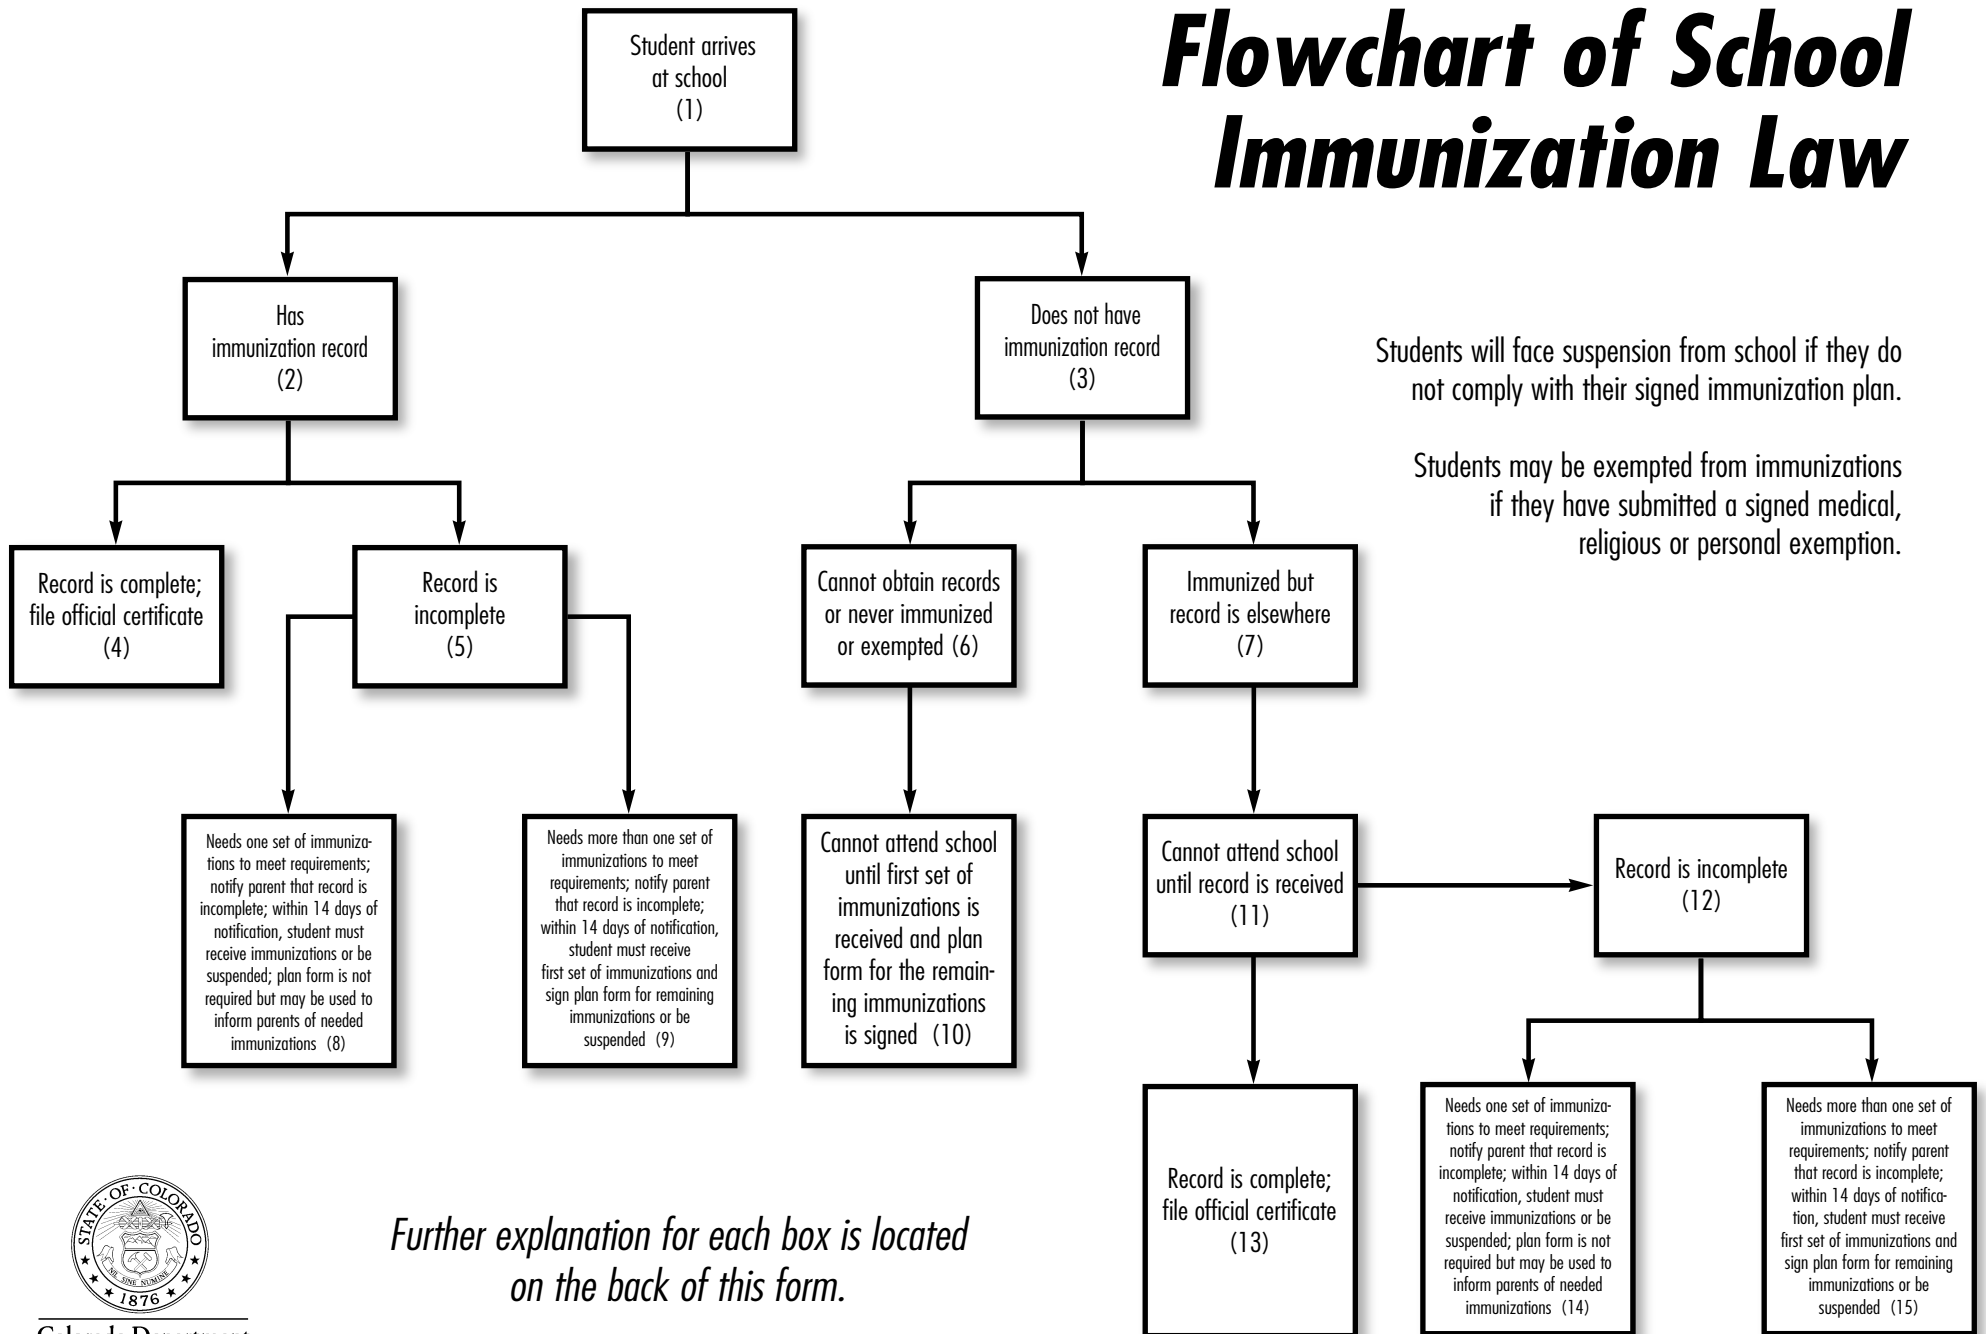 Flowchart of School
Immunization Law
Student arrives
at school
(1)
Has
immunization record
(2)
Does not have
immunization record
(3)
Students will face suspension from school if they do
not comply with their signed immunization plan.
Students may be exempted from immunizations
if they have submitted a signed medical,
religious or personal exemption.
Record is complete;
file official certificate
(4)
Record is
incomplete
(5)
Cannot obtain records
or never immunized
or exempted (6)
Immunized but
record is elsewhere
(7)
Needs one set of immuniza-
tions to meet requirements;
notify parent that record is
incomplete; within 14 days of
notification, student must
receive immunizations or be
suspended; plan form is not
required but may be used to
inform parents of needed
immunizations (8)
Needs more than one set of
immunizations to meet
requirements; notify parent
that record is incomplete;
within 14 days of notification,
student must receive
first set of immunizations and
sign plan form for remaining
immunizations or be
suspended (9)
Cannot attend school
until first set of
immunizations is
received and plan
form for the remain-
ing immunizations
is signed (10)
Cannot attend school
until record is received
(11)
Record is incomplete
(12)
Record is complete;
file official certificate
(13)
Needs one set of immuniza-
tions to meet requirements;
notify parent that record is
incomplete; within 14 days of
notification, student must
receive immunizations or be
suspended; plan form is not
required but may be used to
inform parents of needed
immunizations (14)
Needs more than one set of
immunizations to meet
requirements; notify parent
that record is incomplete;
within 14 days of notifica-
tion, student must receive
first set of immunizations and
sign plan form for remaining
immunizations or be
suspended (15)
STATE·OF·COLORADO
NIL SINE NUMINE
1876
Colorado Department
Further explanation for each box is located
on the back of this form.